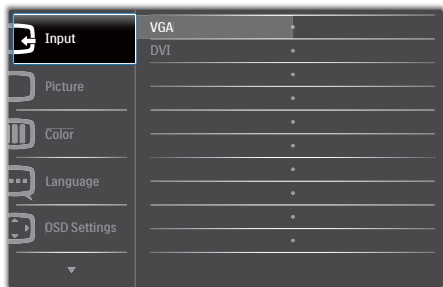 Input
VGA
DVI
Picture
Color
Language
OSD Settings